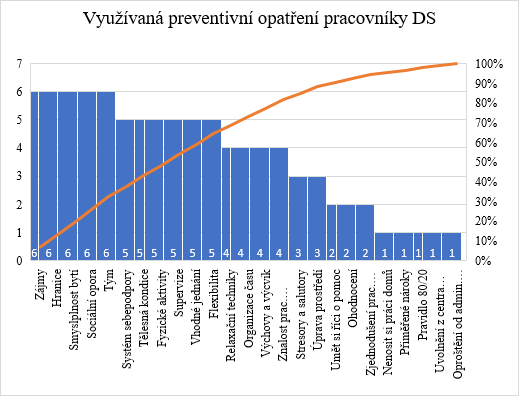 Využívaná preventivní opatření pracovníky DS
7
6
5
4
3
2
1
0
100%
90%
80%
70%
60%
50%
40%
30%
20%
10%
0%
6 6 6 6 6 5 5 5 5 5 5 4 4 4 4 3 3 2 2 2 1 1 1 1 1
Zájmy
Hranice
Smyslplnost bytí
Sociální opora
Tým
Systém sebepodpory
Tělesná kondice
Fyzické aktivity
Supervize
Vhodné jednání
Flexibilita
Relaxační techniky
Organizace času
Výchovy a výcvik
Znalost prac.…
Stresory a salutory
Úprava prostředí
Umět si říci o pomoc
Ohodnocení
Zjednodušení prac.…
Nenosit si práci domů
Přiměřené nároky
Pravidlo 80/20
Uvolnění z centra…
Oproštění od admin.…